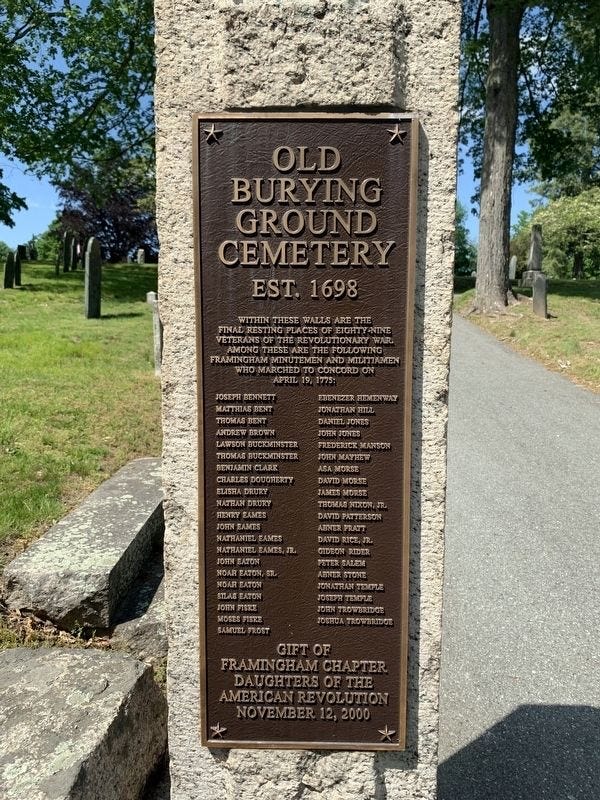 OLD
BURYING
GROUND
CEMETERY
EST. 1698
WITHIN THESE WALLS ARE THE
FINAL RESTING PLACES OF EIGHTY-NINE
VETERANS OF THE REVOLUTIONARY WAR.
AMONG THESE ARE THE FOLLOWING
FRAMINGHAM MINUTEMEN AND MILITIAMEN
WHO MARCHED TO CONCORD ON
APRIL 19, 1775:
JOSEPH BENNETT
MATTHIAS BENT
THOMAS BENT
ANDREW BROWN
LAWSON BUCKMINSTER
THOMAS BUCKMINSTER
BENJAMIN CLARK
CHARLES DOUGHERTY
ELISHA DRURY
NATHAN DRURY
HENRY EAMES
JOHN EAMES
NATHANIEL EAMES
NATHANIEL EAMES, JR.
JOHN EATON
NOAH EATON, SR.
NOAH EATON
SILAS EATON
JOHN FISKE
MOSES FISKE
SAMUEL FROST
EBENEZER HEMENWAY
JONATHAN HILL
DANIEL JONES
JOHN JONES
FREDERICK MANSON
JOHN MAYHEW
ASA MORSE
DAVID MORSE
JAMES MORSE
THOMAS NIXON, JR.
DAVID PATTERSON
ABNER PRATT
DAVID RICE, JR.
GIDEON RIDER
PETER SALEM
ABNER STONE
JONATHAN TEMPLE
JOSEPH TEMPLE
JOHN TROWBRIDGE
JOSHUA TROWBRIDGE
GIFT OF
FRAMINGHAM CHAPTER
DAUGHTERS OF THE
AMERICAN REVOLUTION
NOVEMBER 12, 2000